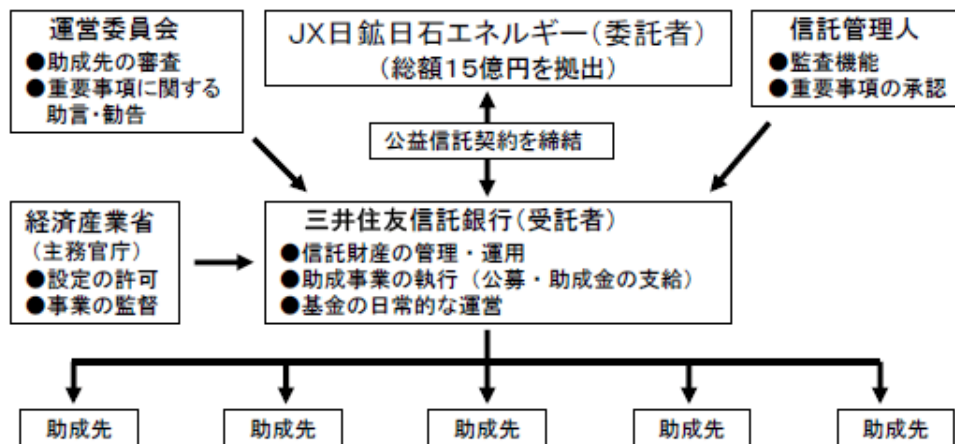 運営委員会
●助成先の審査
●重要事項に関する
助言・勧告
JX日鉱日石エネルギー(委託者)
(総額15億円を拠出)
信託管理人
●監査機能
●重要事項の承認
公益信託契約を締結
経済産業省
(主務官庁)
●設定の許可
●事業の監督
三井住友信託銀行(受託者)
●信託財産の管理・運用
●助成事業の執行(公募・助成金の支給)
●基金の日常的な運営
助成先
助成先
助成先
助成先
助成先